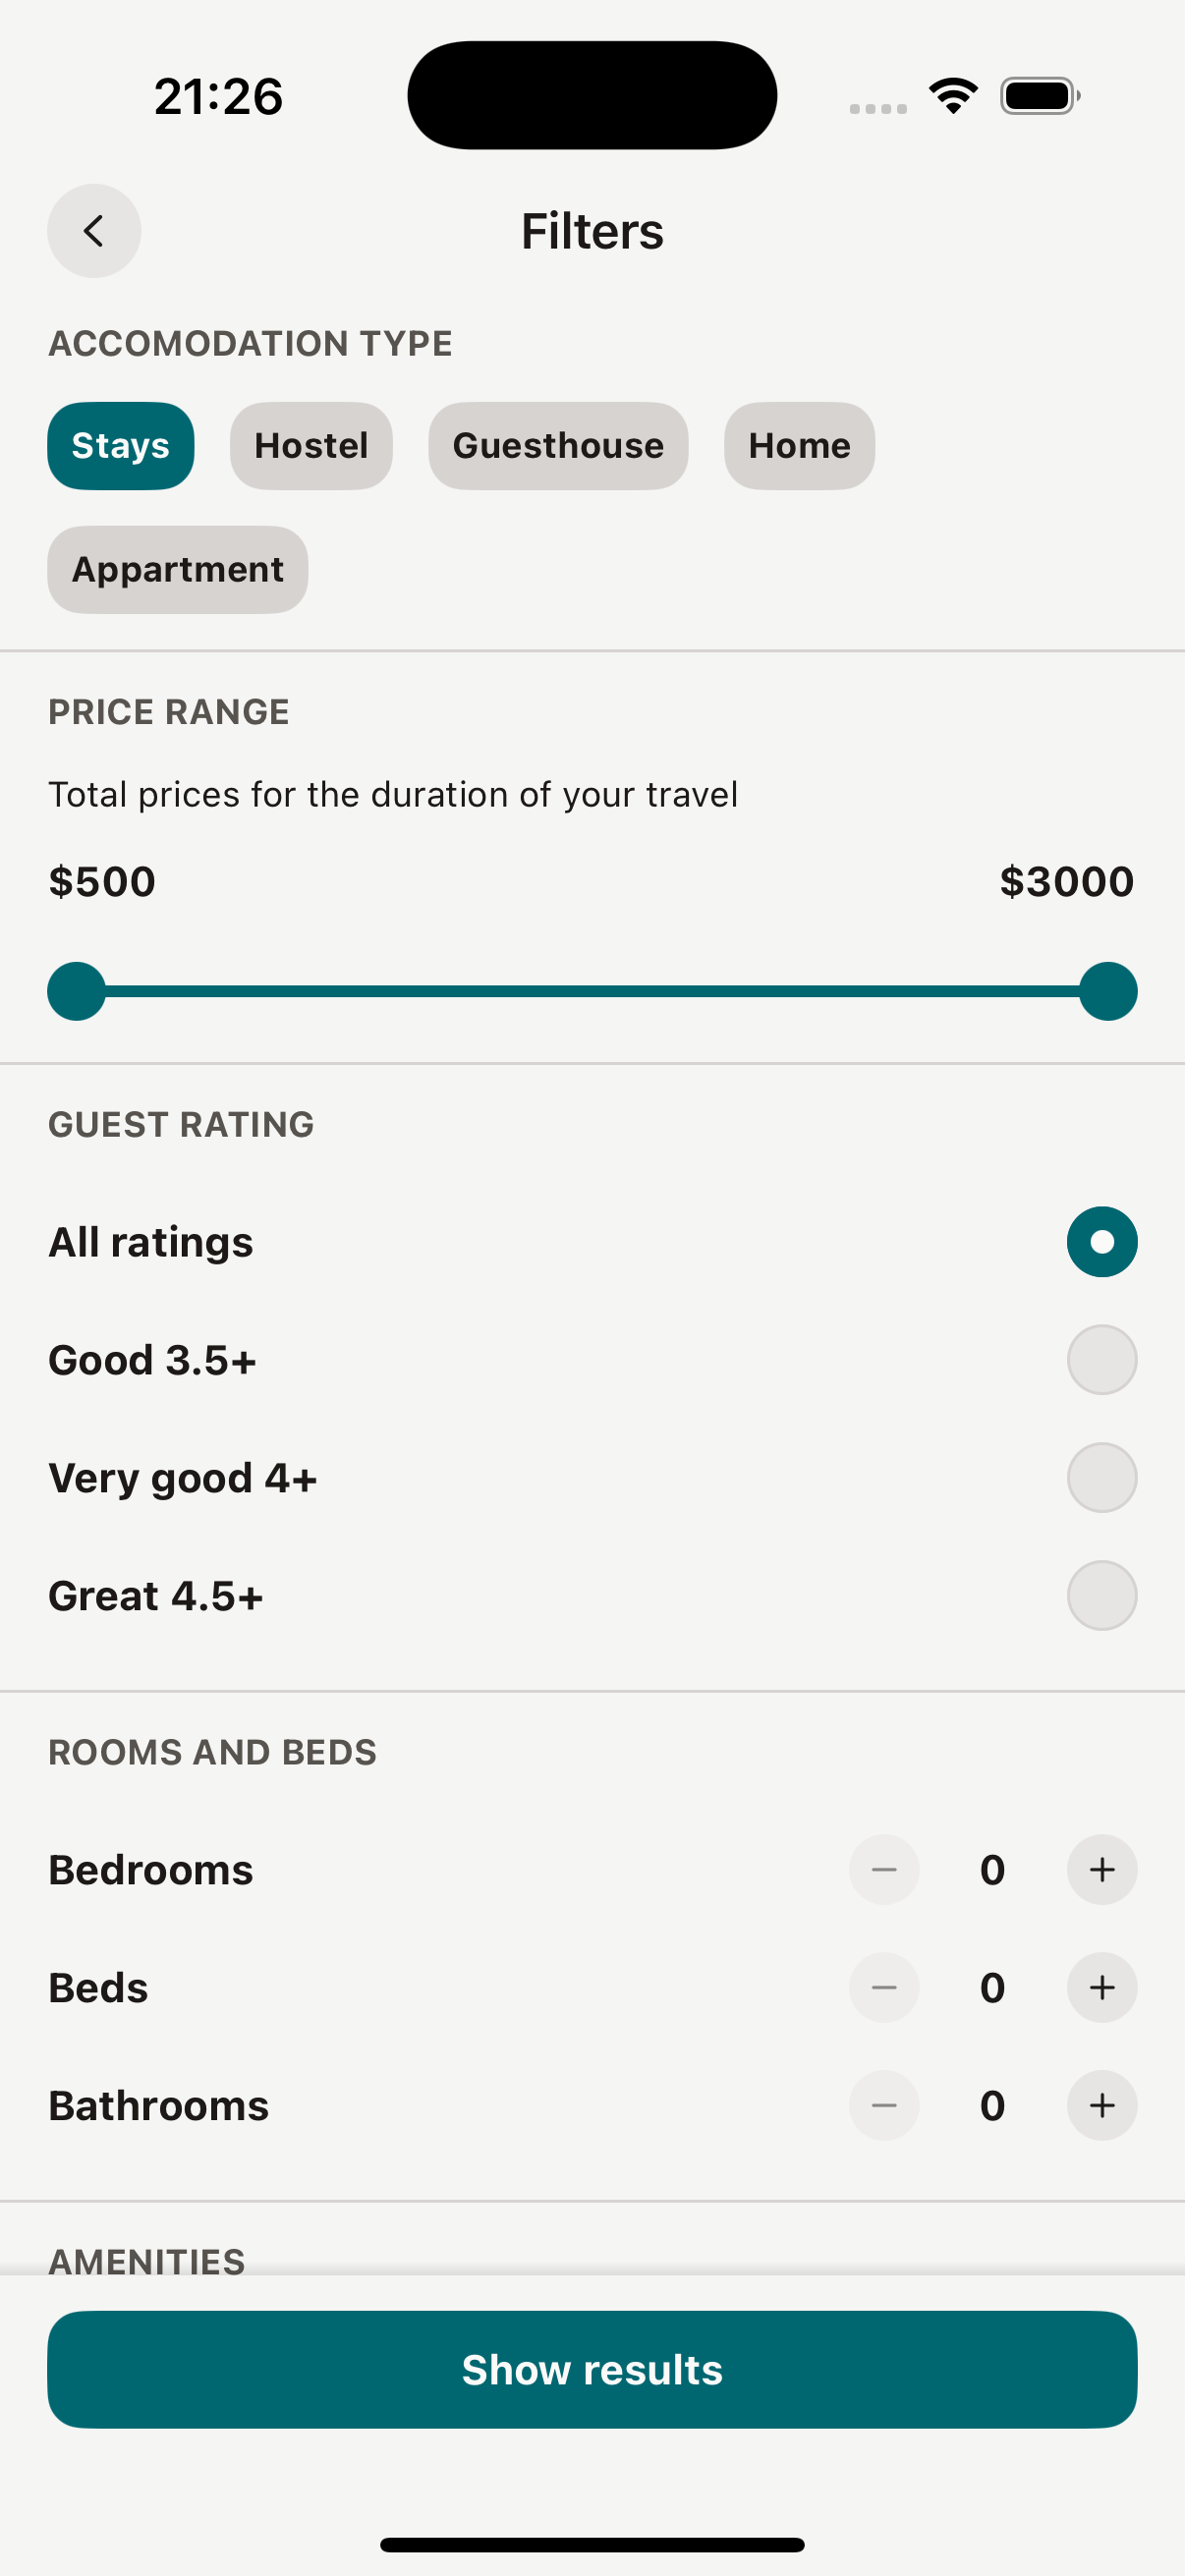 21:26
Filters
ACCOMODATION TYPE
Stays Hostel Guesthouse Home
Appartment
PRICE RANGE
Total prices for the duration of your travel
$500 $3000
GUEST RATING
All ratings
Good 3.5+
Very good 4+
Great 4.5+
ROOMS AND BEDS
Bedrooms − 0 +
Beds − 0 +
Bathrooms − 0 +
AMENITIES
Show results